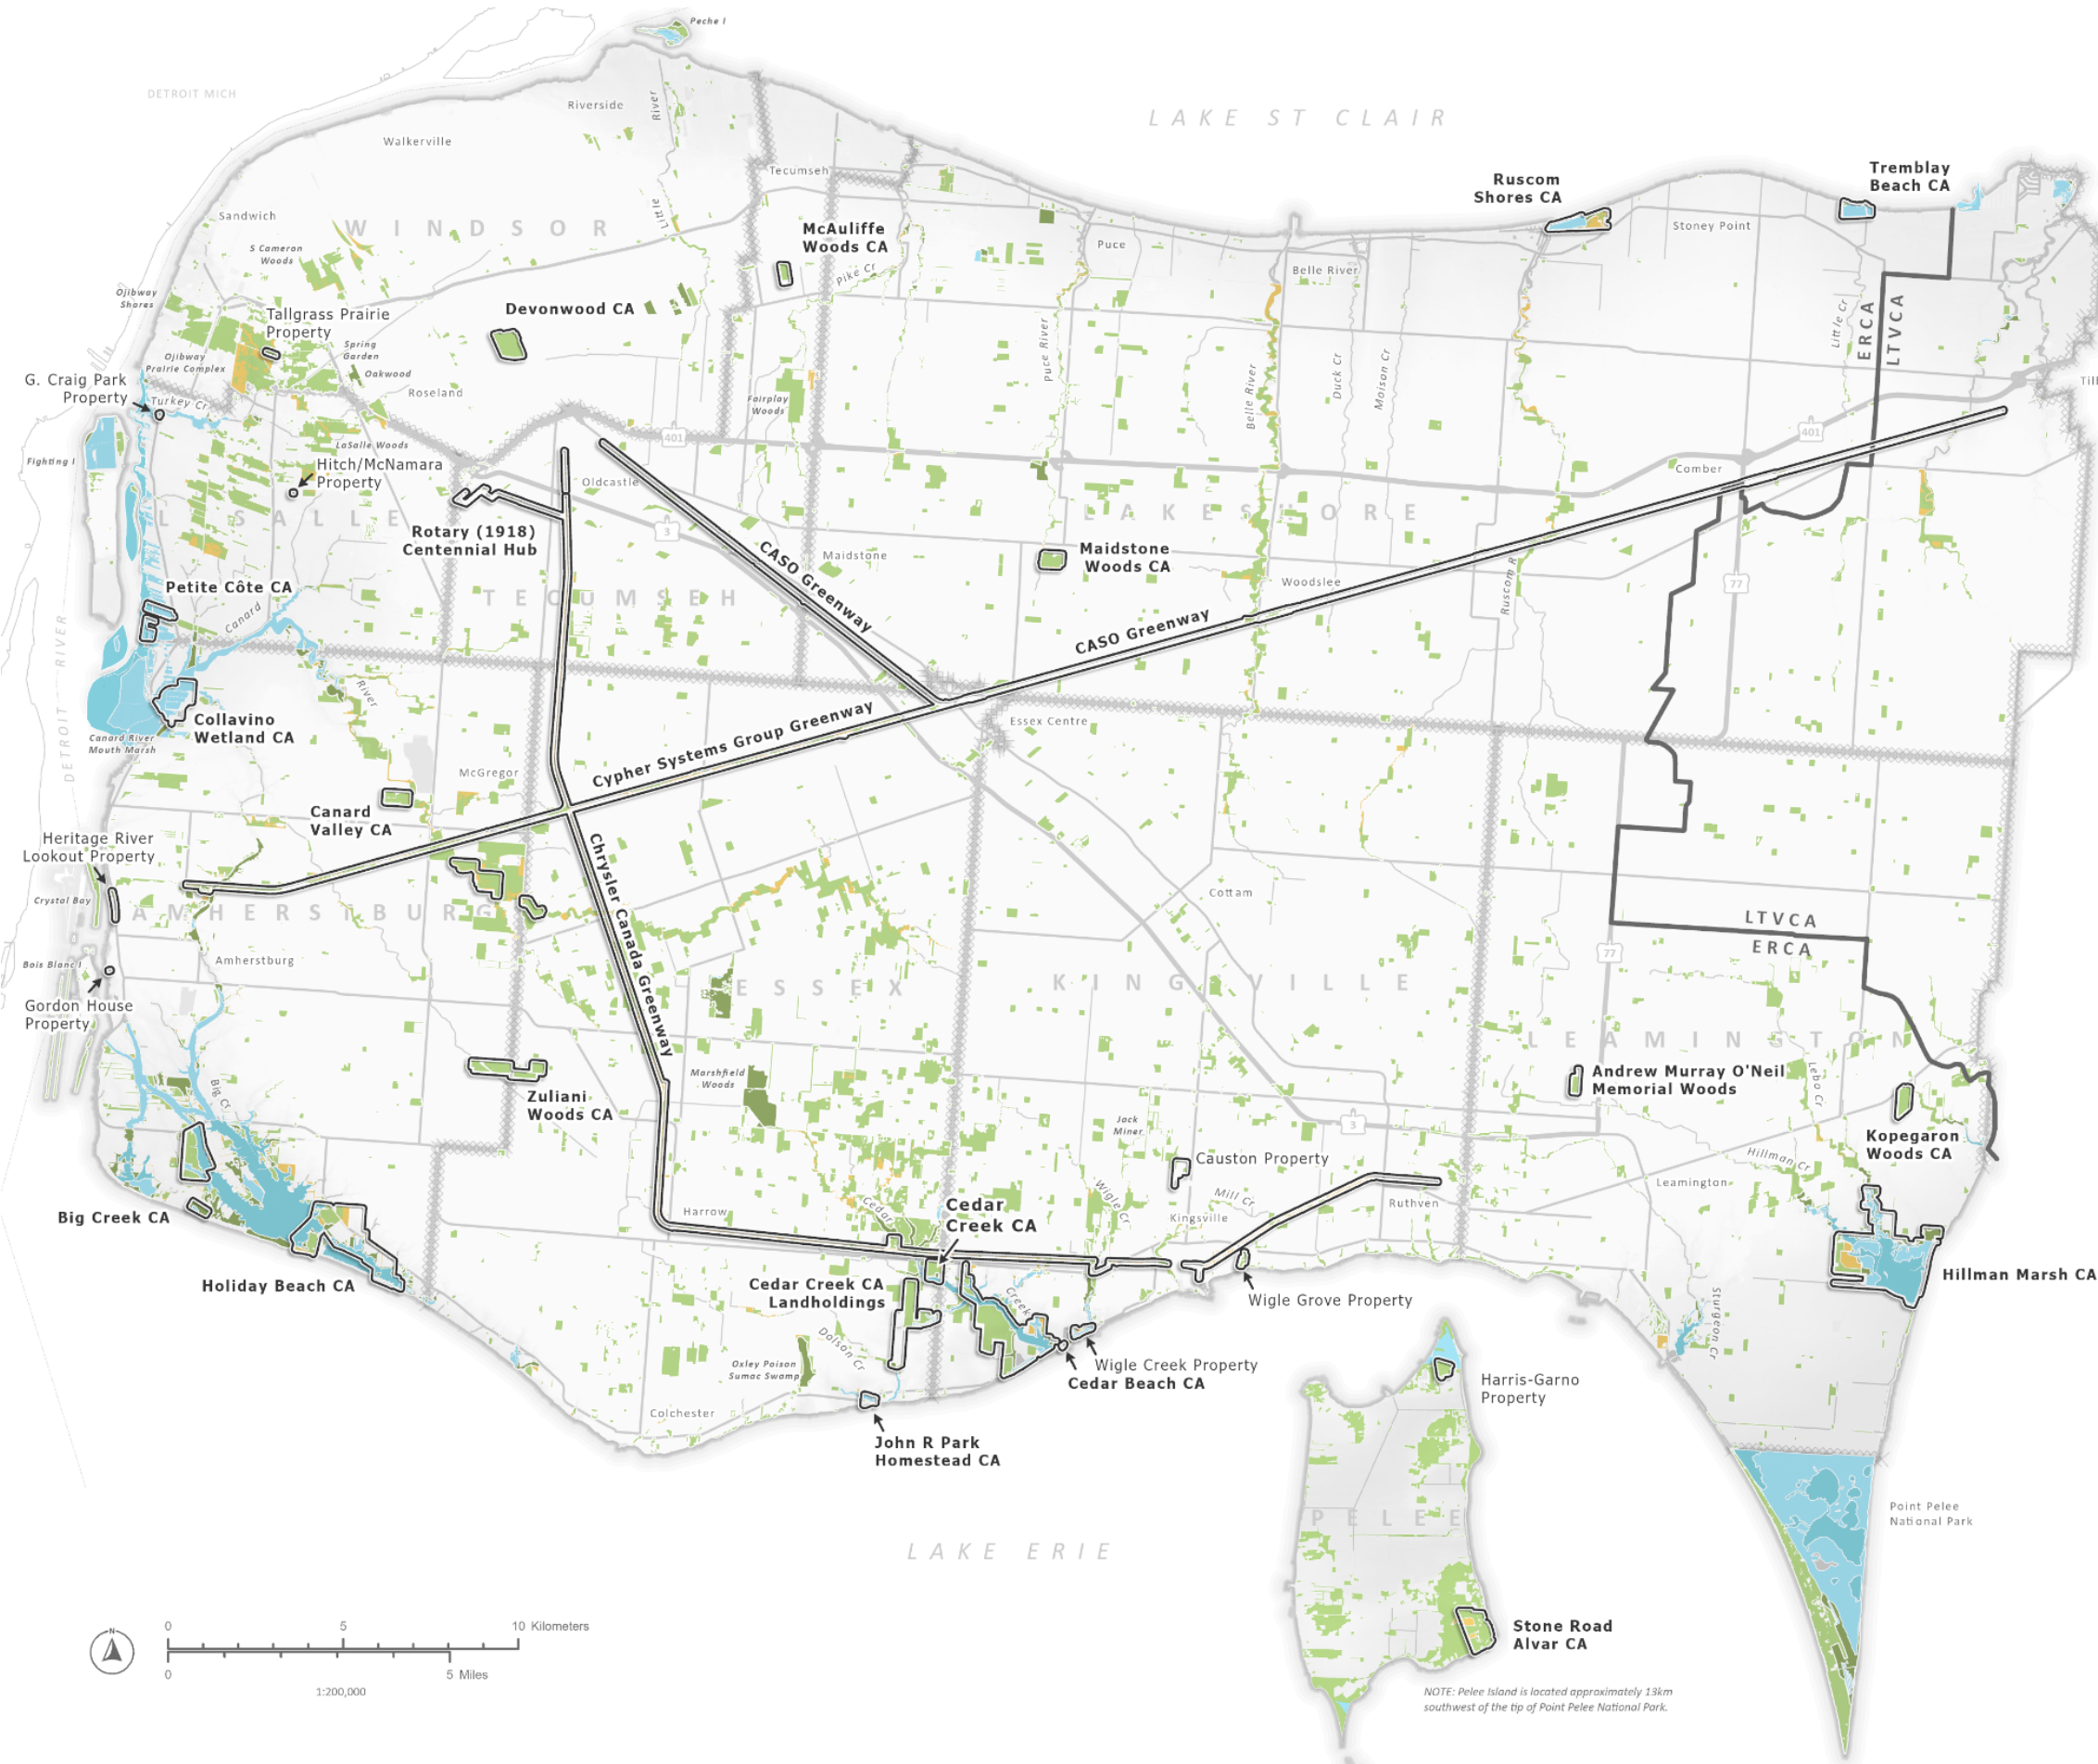 Peche I
DETROIT MICH
Riverside
Little River
LAKE ST CLAIR
Walkerville
Tecumseh
Ruscom
Shores CA
Tremblay
Beach CA
Sandwich
WINDSOR
McAuliffe
Woods CA
S Cameron
Woods
Pike Cr
Puce
Stoney Point
Belle River
Ojibway
Shores
Devonwood CA
Tallgrass Prairie
Property
Spring
Garden
Ojibway
Prairie Complex
Oakwood
Puce River
Duck Cr
Moison Cr
Little Cr
ERCA
LTVCA
G. Craig Park
Property
Turkey Cr
Roseland
Fairplay
Woods
Belle River
Till
401
401
LaSalle Woods
Fighting I
Hitch/McNamara
Property
Comber
Oldcastle
LASALLE
LAKESHORE
Rotary (1918)
Centennial Hub
3
CASO Greenway
Maidstone
Maidstone
Woods CA
Petite Côte CA
Woodslee
Ruscom R
77
TECUMSEH
Canard River
CASO Greenway
DETROIT RIVER
Collavino
Wetland CA
Canard River
Mouth Marsh
Essex Centre
Cypher Systems Group Greenway
McGregor
Canard
Valley CA
Heritage River
Lookout Property
Chrysler Canada Greenway
Crystal Bay
AMHERSTBURG
Cottam
LTVCA
ERCA
77
Amherstburg
Bois Blanc I
ESSEX
KINGSVILLE
Gordon House
Property
LEAMINGTON
Big Cr
Marshfield
Woods
Andrew Murray O'Neil
Memorial Woods
Lebo Cr
Zuliani
Woods CA
Jack
Miner
3
Kopegaron
Woods CA
Causton Property
Hillman Cr
Leamington
Mill Cr
Wigle Cr
Ruthven
Big Creek CA
Harrow
Cedar Creek
Cedar
Creek CA
Kingsville
Holiday Beach CA
Cedar Creek CA
Landholdings
Hillman Marsh CA
Wigle Grove Property
Sturgeon Cr
Dolson Cr
Oxley Poison
Sumac Swamp
Wigle Creek Property
Cedar Beach CA
Harris-Garno
Property
Colchester
John R Park
Homestead CA
Point Pelee
National Park
PELEE
LAKE ERIE
Stone Road
Alvar CA
N
0 5 10 Kilometers
0 5 Miles
1:200,000
NOTE: Pelee Island is located approximately 13km
southwest of the tip of Point Pelee National Park.